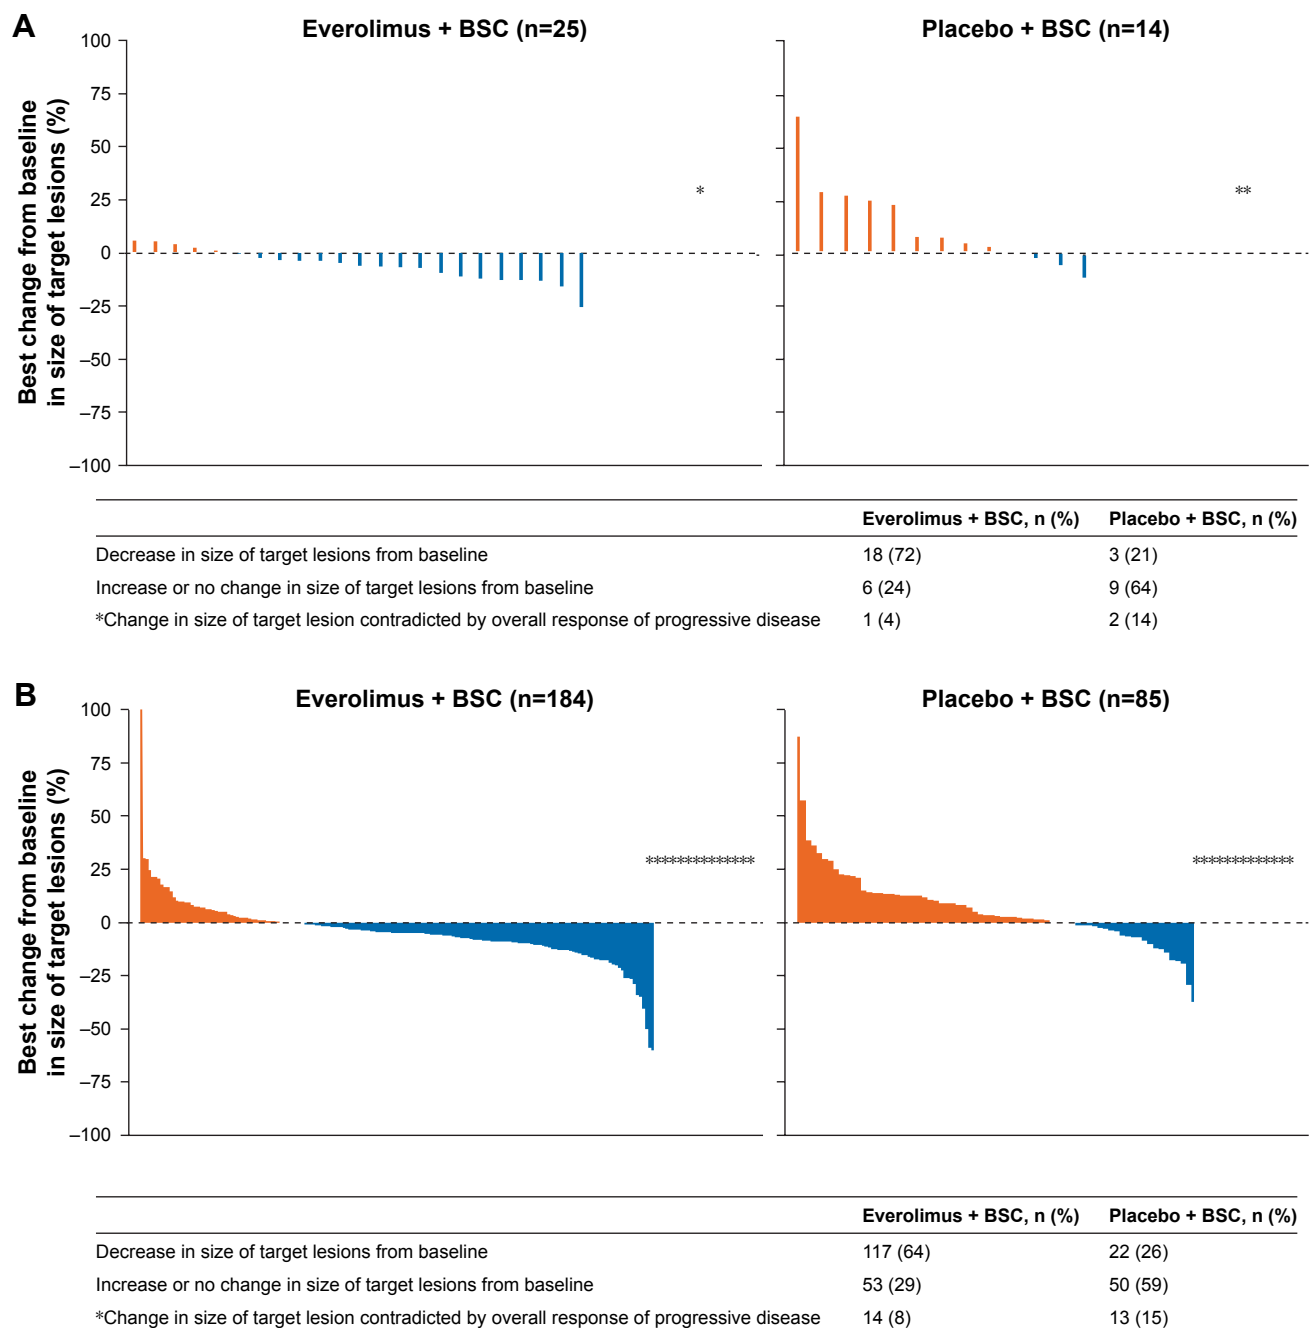 A
Everolimus + BSC (n=25)
Placebo + BSC (n=14)
Best change from baseline
in size of target lesions (%)
100
75
50
25
0
–25
–50
–75
–100
*
**
Everolimus + BSC, n (%) Placebo + BSC, n (%)
Decrease in size of target lesions from baseline 18 (72) 3 (21)
Increase or no change in size of target lesions from baseline 6 (24) 9 (64)
*Change in size of target lesion contradicted by overall response of progressive disease 1 (4) 2 (14)
B
Everolimus + BSC (n=184)
Placebo + BSC (n=85)
Best change from baseline
in size of target lesions (%)
100
75
50
25
0
–25
–50
–75
–100
**************
*************
Everolimus + BSC, n (%) Placebo + BSC, n (%)
Decrease in size of target lesions from baseline 117 (64) 22 (26)
Increase or no change in size of target lesions from baseline 53 (29) 50 (59)
*Change in size of target lesion contradicted by overall response of progressive disease 14 (8) 13 (15)